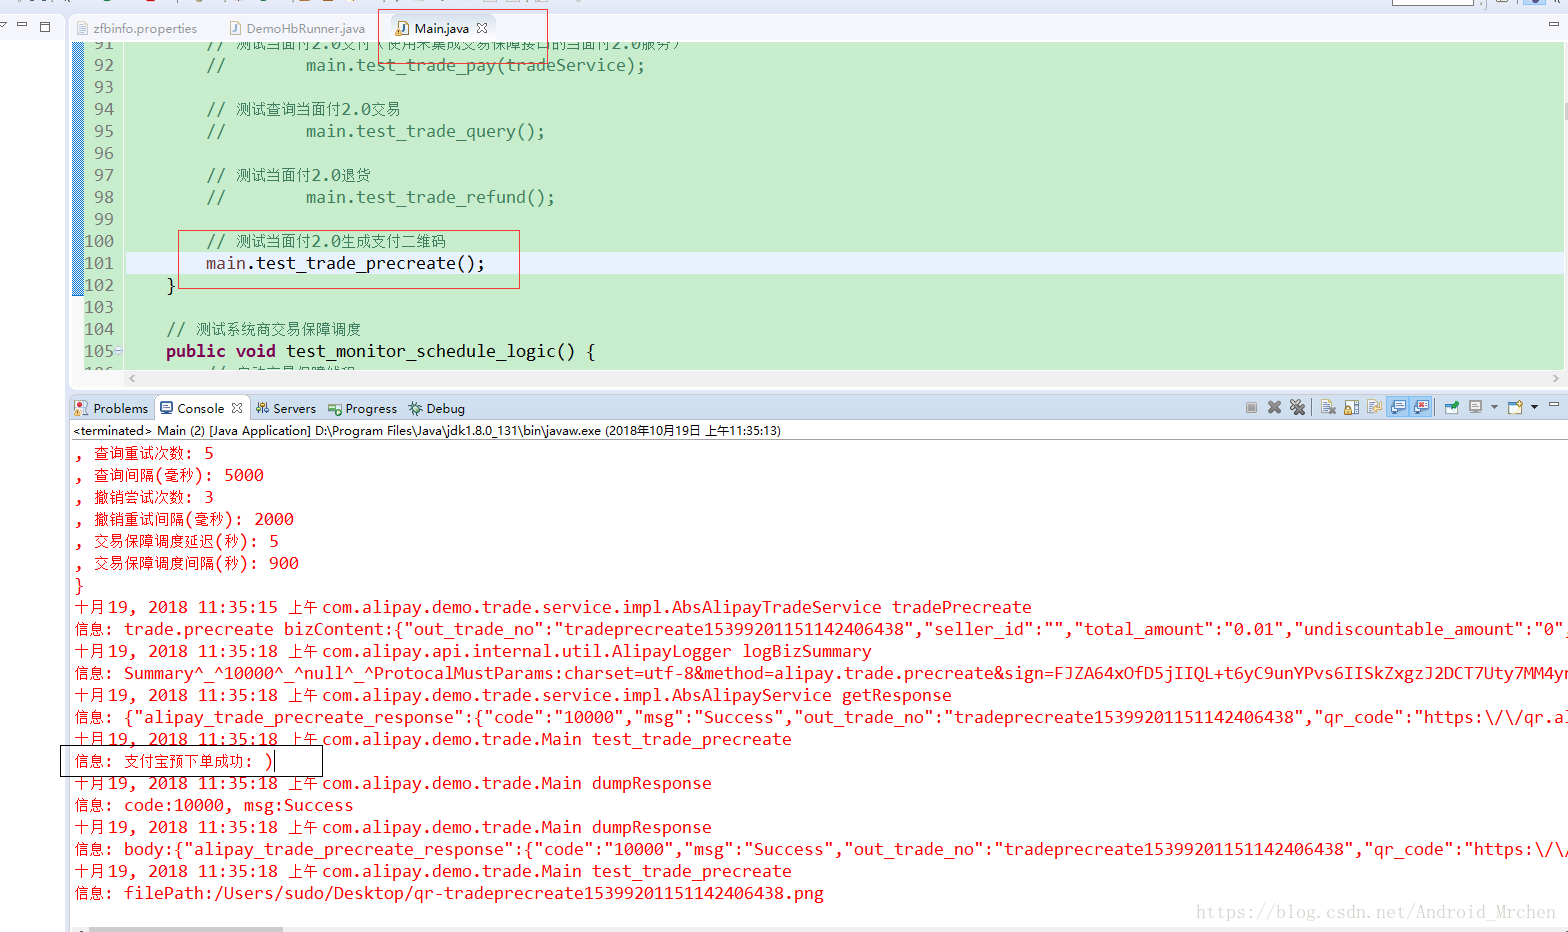 zfbinfo.properties DemoHbRunner.java Main.java
91 // 测试当面付2.0支付（使用未集成交易保障接口的当面付2.0服务）
92 // main.test_trade_pay(tradeService);
93
94 // 测试查询当面付2.0交易
95 // main.test_trade_query();
96
97 // 测试当面付2.0退货
98 // main.test_trade_refund();
99
100 // 测试当面付2.0生成支付二维码
101 main.test_trade_precreate();
102 }
103
104 // 测试系统商交易保障调度
105 public void test_monitor_schedule_logic() {
106 // 启动交易保障线程
Problems Console Servers Progress Debug
<terminated> Main (2) [Java Application] D:\Program Files\Java\jdk1.8.0_131\bin\javaw.exe (2018年10月19日 上午11:35:13)
, 查询重试次数: 5
, 查询间隔(毫秒): 5000
, 撤销尝试次数: 3
, 撤销重试间隔(毫秒): 2000
, 交易保障调度延迟(秒): 5
, 交易保障调度间隔(秒): 900
}
十月 19, 2018 11:35:15 上午 com.alipay.demo.trade.service.impl.AbsAlipayTradeService tradePrecreate
信息: trade.precreate bizContent:{"out_trade_no":"tradeprecreate15399201151142406438","seller_id":"","total_amount":"0.01","undiscountable_amount":"0",
十月 19, 2018 11:35:18 上午 com.alipay.api.internal.util.AlipayLogger logBizSummary
信息: Summary^_^10000^_^null^_^ProtocalMustParams:charset=utf-8&method=alipay.trade.precreate&sign=FJZA64xOfD5jIIQL+t6yC9unYPvs6IISkZxgzJ2DCT7Uty7MM4yr
十月 19, 2018 11:35:18 上午 com.alipay.demo.trade.service.impl.AbsAlipayService getResponse
信息: {"alipay_trade_precreate_response":{"code":"10000","msg":"Success","out_trade_no":"tradeprecreate15399201151142406438","qr_code":"https:\/\/qr.al
十月 19, 2018 11:35:18 上午 com.alipay.demo.trade.Main test_trade_precreate
信息: 支付宝预下单成功: )
十月 19, 2018 11:35:18 上午 com.alipay.demo.trade.Main dumpResponse
信息: code:10000, msg:Success
十月 19, 2018 11:35:18 上午 com.alipay.demo.trade.Main dumpResponse
信息: body:{"alipay_trade_precreate_response":{"code":"10000","msg":"Success","out_trade_no":"tradeprecreate15399201151142406438","qr_code":"https:\/\/
十月 19, 2018 11:35:18 上午 com.alipay.demo.trade.Main test_trade_precreate
信息: filePath:/Users/sudo/Desktop/qr-tradeprecreate15399201151142406438.png
https://blog.csdn.net/Android_Mrchen